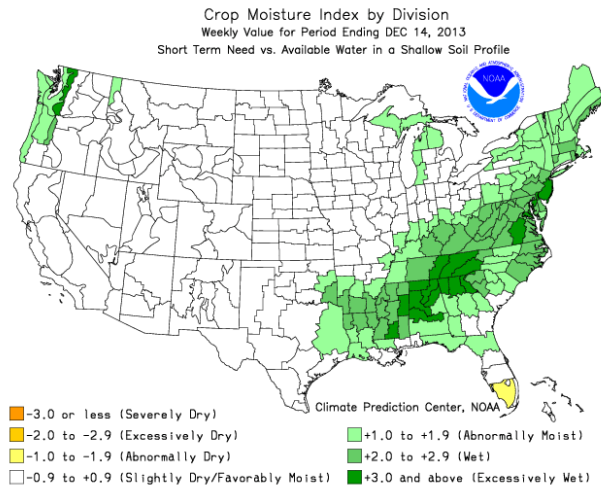 Crop Moisture Index by Division
Weekly Value for Period Ending DEC 14, 2013
Short Term Need vs. Available Water in a Shallow Soil Profile
NOAA
Climate Prediction Center, NOAA
-3.0 or less (Severely Dry)
-2.0 to -2.9 (Excessively Dry)
-1.0 to -1.9 (Abnormally Dry)
-0.9 to +0.9 (Slightly Dry/Favorably Moist)
+1.0 to +1.9 (Abnormally Moist)
+2.0 to +2.9 (Wet)
+3.0 and above (Excessively Wet)